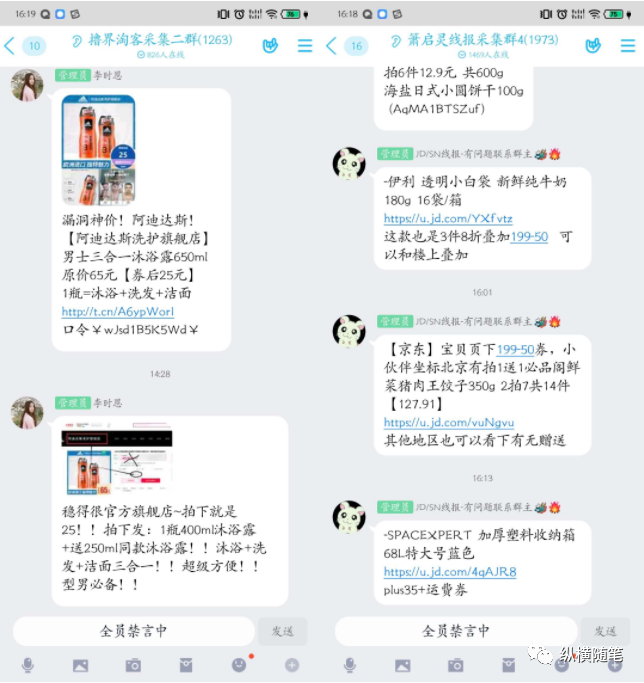 16:19
76
10
撸界淘客采集二群(1263)
826人在线
管理员 李时恩
25
漏洞神价！阿迪达斯！
【阿迪达斯洗护旗舰店】
男士三合一沐浴露650ml
原价65元【券后25元】
1瓶=沐浴+洗发+洁面
http://t.cn/A6ypWorl
口令￥wJsd1B5K5Wd￥
14:28
管理员 李时恩
稳得很官方旗舰店~拍下就是
25！！拍下发：1瓶400ml沐浴露
+送250ml同款沐浴露！！沐浴+洗
发+洁面三合一！！超级方便！！
型男必备！！
全员禁言中
发送
16:18
76
16
萧启灵线报采集群4(1973)
1469人在线
拍6件12.9元 共600g
海盐日式小圆饼干100g
(AqMA1BTSZuf)
管理员 JD/SN线报-有问题联系群主
-伊利 透明小白袋 新鲜纯牛奶
180g 16袋/箱
https://u.jd.com/YXfvtz
这款也是3件8折叠加199-50 可
以和楼上叠加
16:01
管理员 JD/SN线报-有问题联系群主
【京东】宝贝页下199-50券，小
伙伴坐标北京有拍1送1必品阁鲜
菜猪肉王饺子350g 2拍7共14件
【127.91】
https://u.jd.com/vuNgvu
其他地区也可以看下有无赠送
16:13
管理员 JD/SN线报-有问题联系群主
-SPACEXPERT 加厚塑料收纳箱
68L特大号蓝色
https://u.jd.com/4qAJR8
plus35+运费券
全员禁言中
发送
纵横随笔